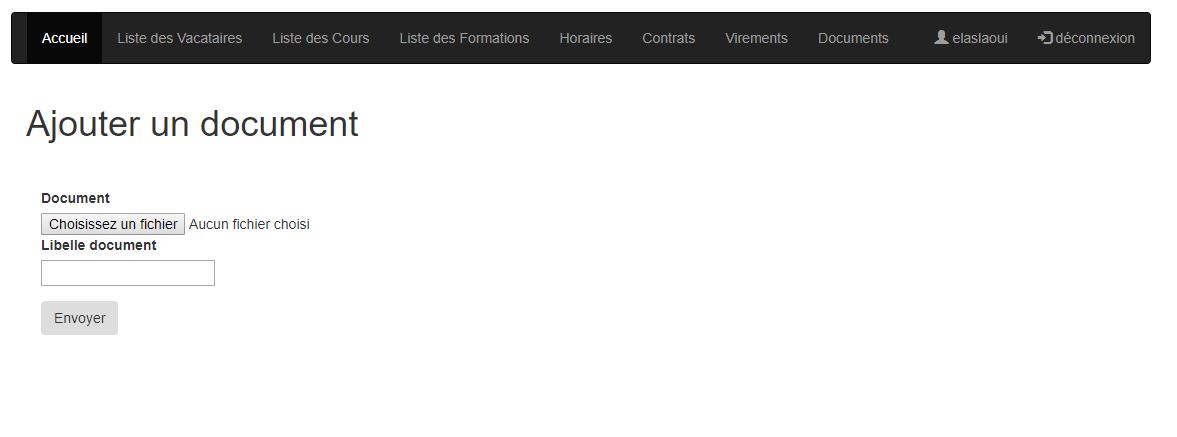 Accueil Liste des Vacataires Liste des Cours Liste des Formations Horaires Contrats Virements Documents elaslaoui déconnexion
Ajouter un document
Document
Choisissez un fichier Aucun fichier choisi
Libelle document
Envoyer